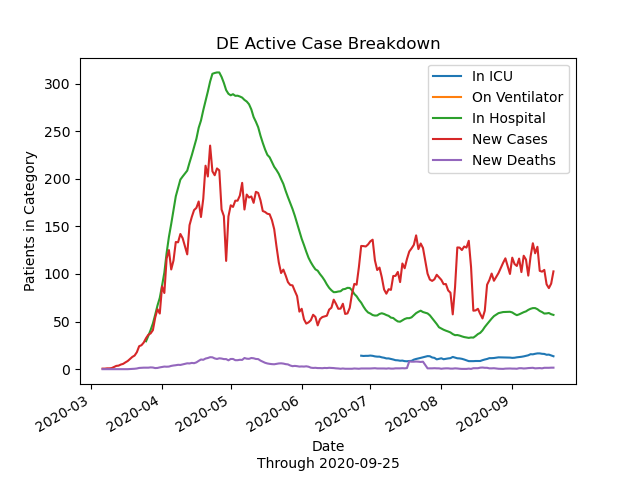 DE Active Case Breakdown
300
250
200
150
100
50
0
Patients in Category
In ICU
On Ventilator
In Hospital
New Cases
New Deaths
2020-03
2020-04
2020-05
2020-06
2020-07
2020-08
2020-09
Date
Through 2020-09-25